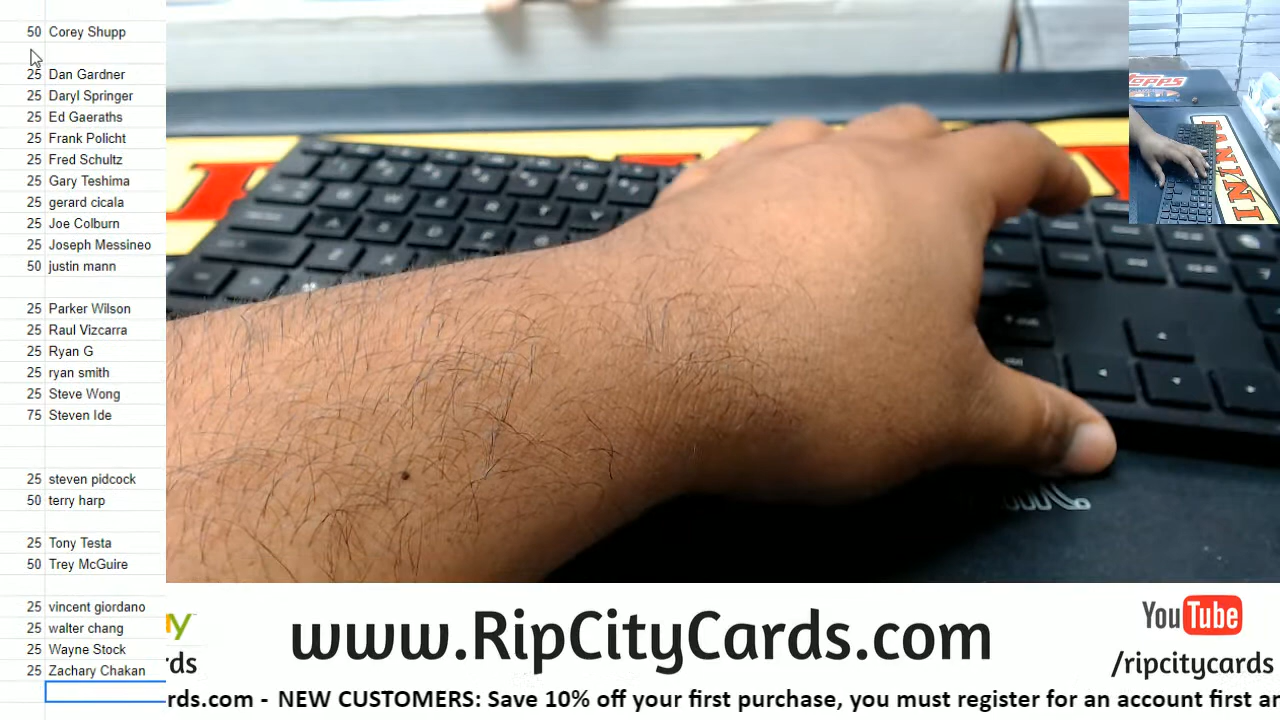 50 Corey Shupp
25 Dan Gardner
25 Daryl Springer
25 Ed Gaeraths
25 Frank Policht
25 Fred Schultz
25 Gary Teshima
25 gerard cicala
25 Joe Colburn
25 Joseph Messineo
50 justin mann
25 Parker Wilson
25 Raul Vizcarra
25 Ryan G
25 ryan smith
25 Steve Wong
75 Steven Ide
25 steven pidcock
50 terry harp
25 Tony Testa
50 Trey McGuire
25 vincent giordano
25 walter chang
25 Wayne Stock
25 Zachary Chakan
TOPPS
PANINI
y
rds
www.RipCityCards.com
YouTube
/ripcitycards
rds.com - NEW CUSTOMERS: Save 10% off your first purchase, you must register for an account first an